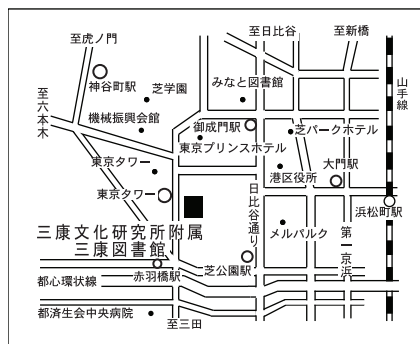 至虎ノ門
至日比谷
至新橋
神谷町駅
芝学園
みなと図書館
山手線
至六本木
機械振興会館
御成門駅
芝パークホテル
東京プリンスホテル
東京タワー
港区役所
大門駅
東京タワー
日比谷通り
浜松町駅
三康文化研究所附属
三康図書館
メルパルク
第一京浜
赤羽橋駅
芝公園駅
都心環状線
都済生会中央病院
至三田